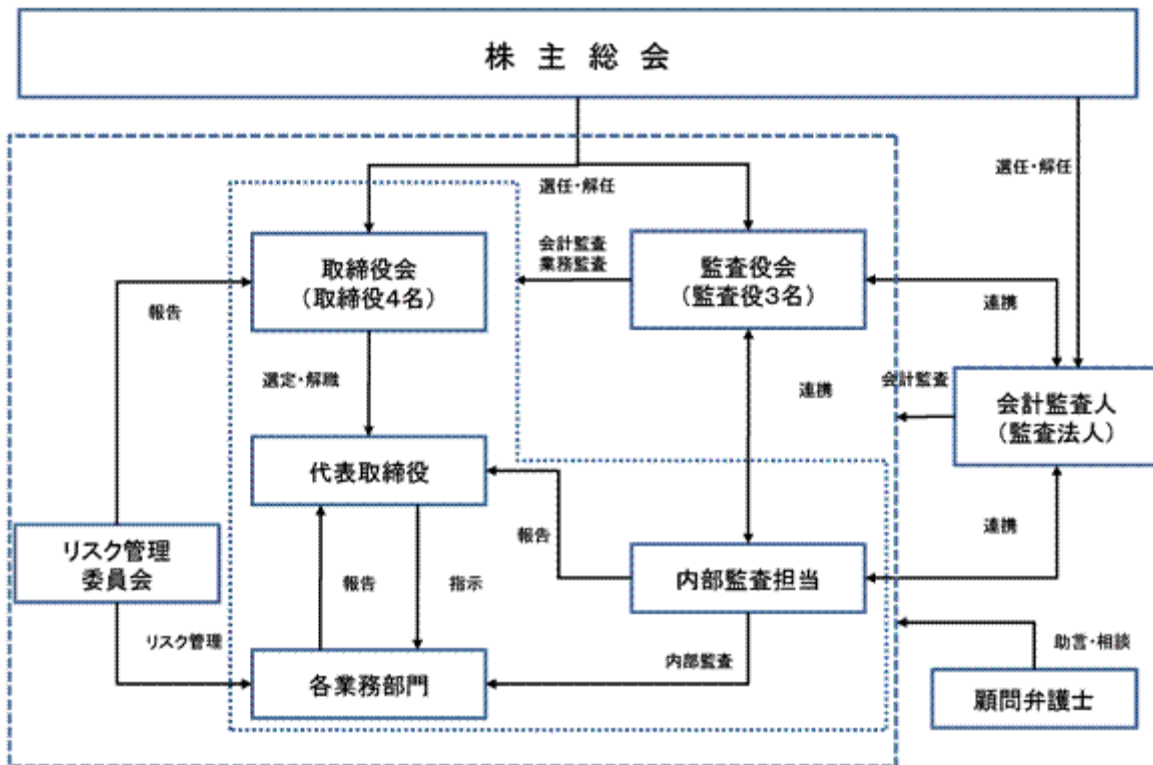 株主総会
選任・解任
選任・解任
取締役会
（取締役4名）
会計監査
業務監査
監査役会
（監査役3名）
報告
連携
選定・解職
連携
会計監査
会計監査人
（監査法人）
代表取締役
リスク管理
委員会
報告
連携
報告
指示
内部監査担当
リスク管理
内部監査
助言・相談
各業務部門
顧問弁護士